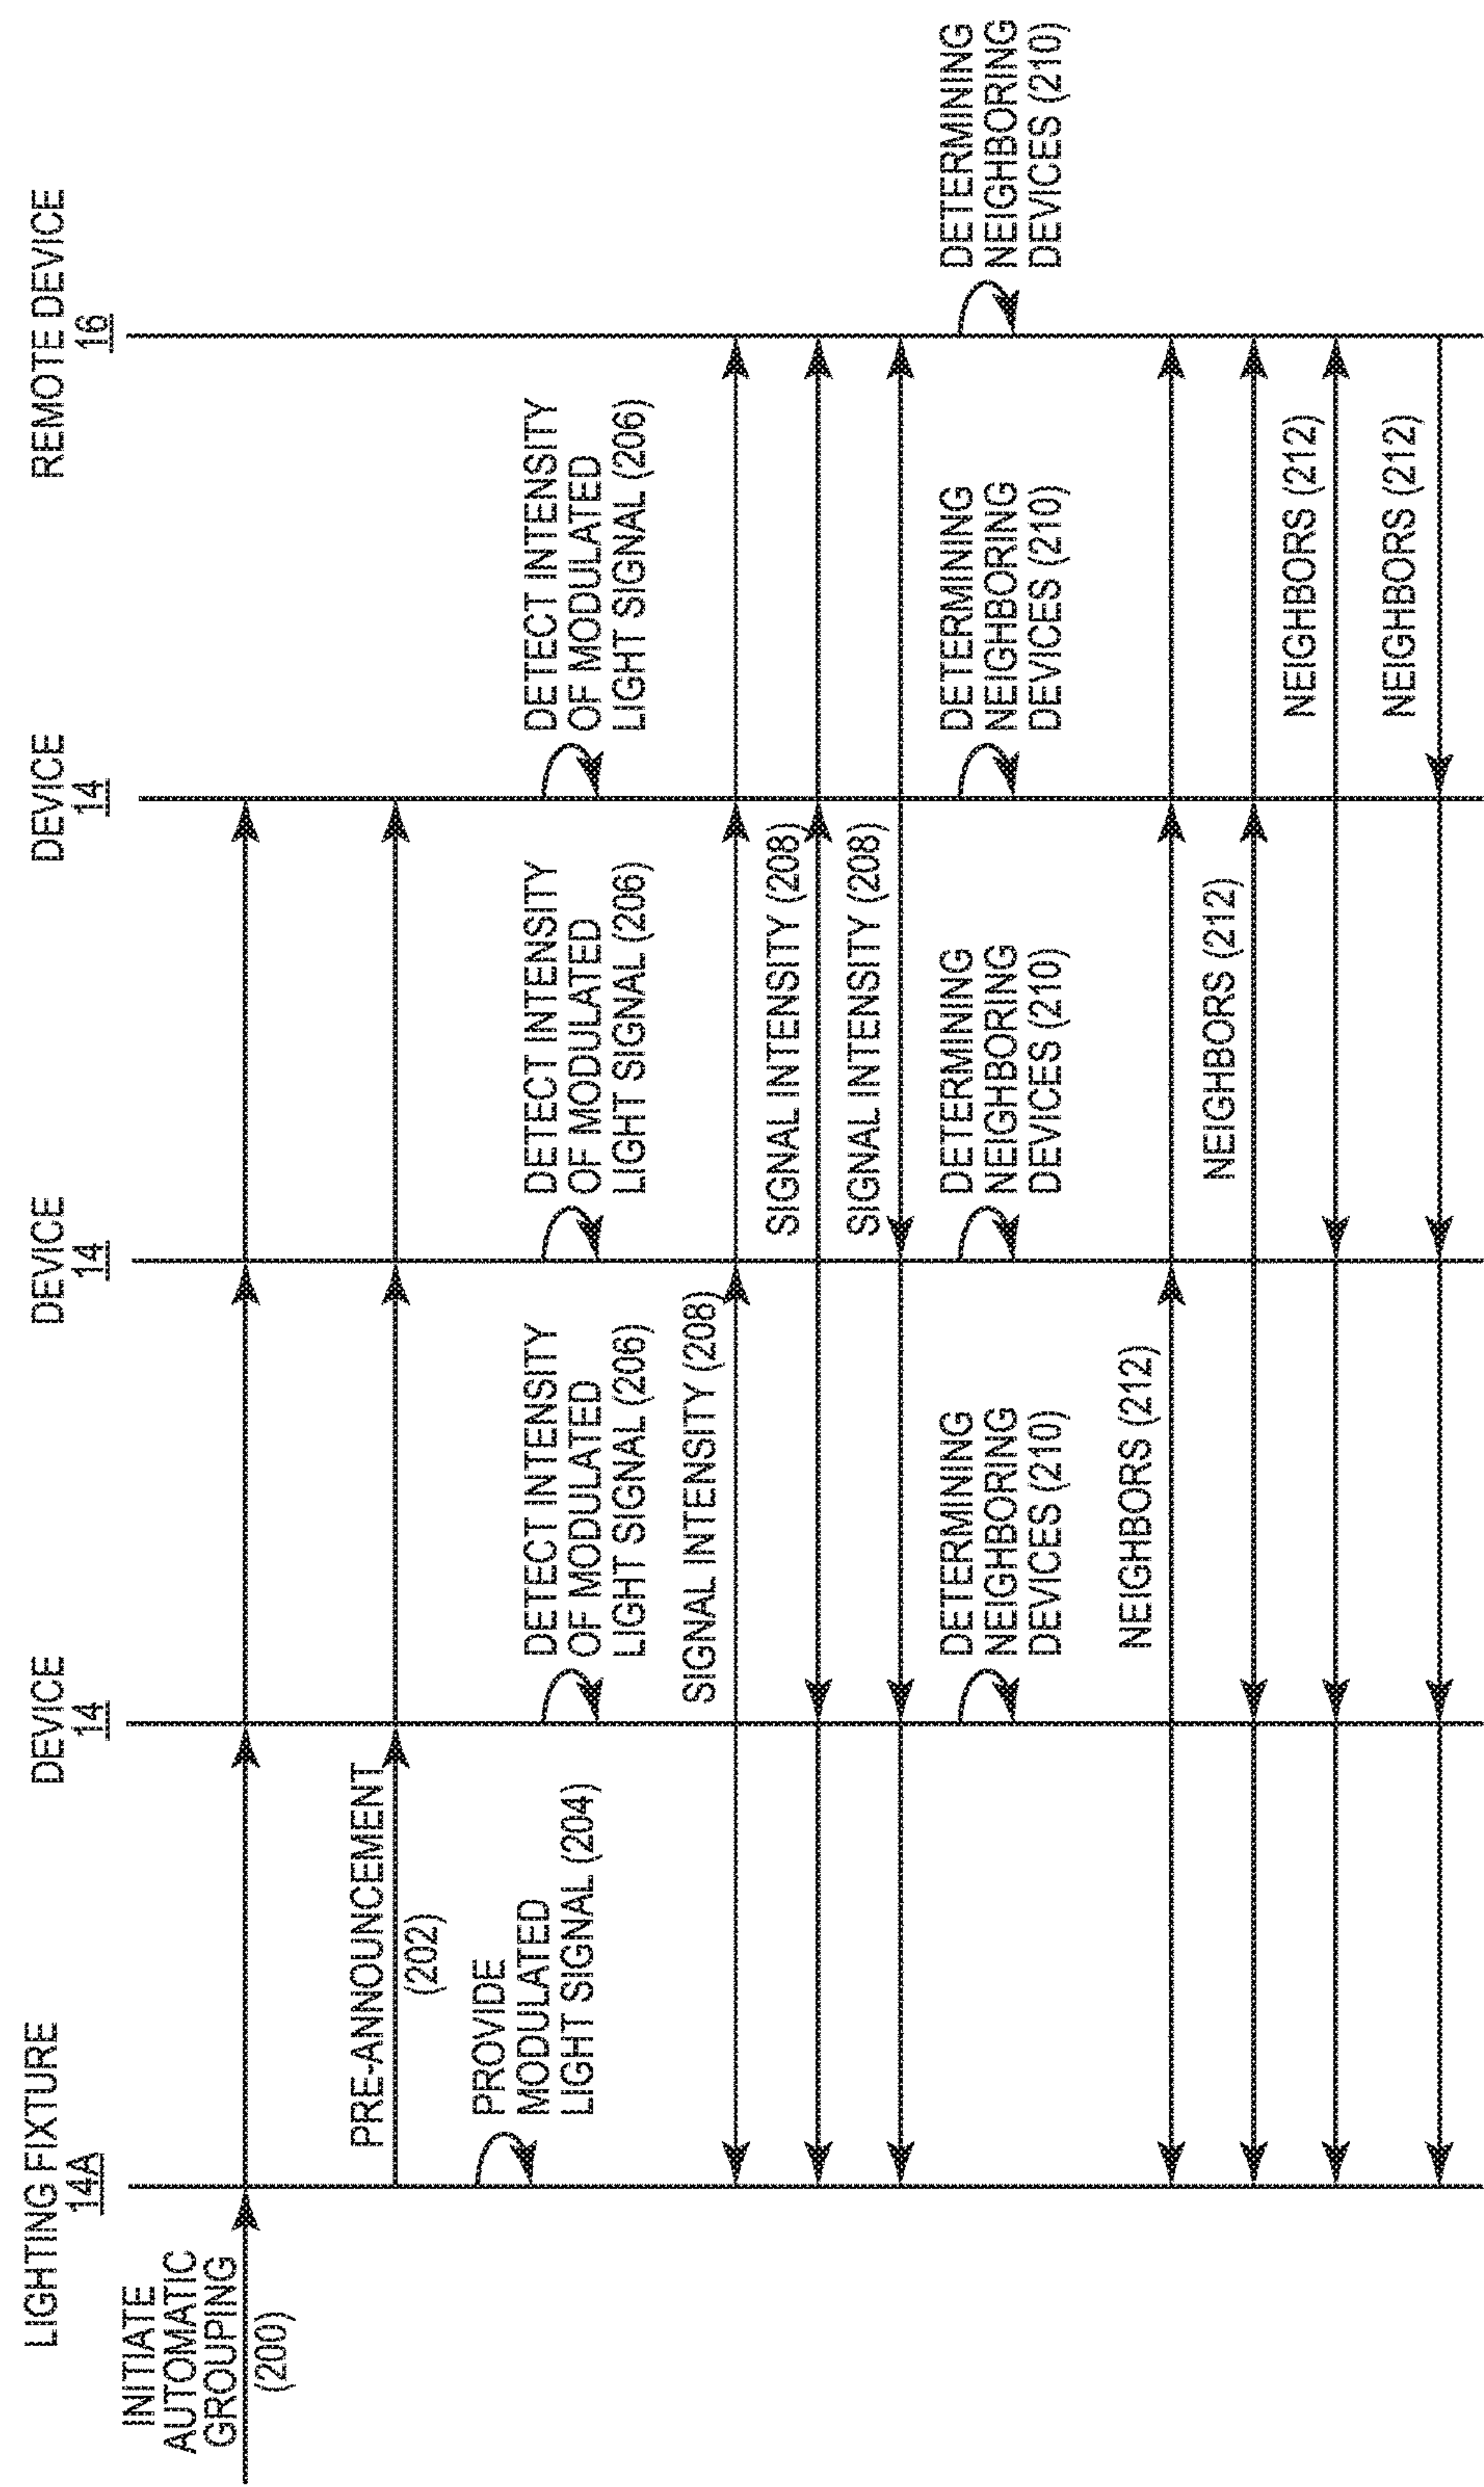 LIGHTING FIXTURE
14A
DEVICE
14
DEVICE
14
DEVICE
14
REMOTE DEVICE
16
INITIATE
AUTOMATIC
GROUPING
(200)
PRE-ANNOUNCEMENT
(202)
PROVIDE
MODULATED
LIGHT SIGNAL (204)
DETECT INTENSITY
OF MODULATED
LIGHT SIGNAL (206)
DETECT INTENSITY
OF MODULATED
LIGHT SIGNAL (206)
DETECT INTENSITY
OF MODULATED
LIGHT SIGNAL (206)
SIGNAL INTENSITY (208)
SIGNAL INTENSITY (208)
SIGNAL INTENSITY (208)
DETERMINING
NEIGHBORING
DEVICES (210)
DETERMINING
NEIGHBORING
DEVICES (210)
DETERMINING
NEIGHBORING
DEVICES (210)
DETERMINING
NEIGHBORING
DEVICES (210)
NEIGHBORS (212)
NEIGHBORS (212)
NEIGHBORS (212)
NEIGHBORS (212)